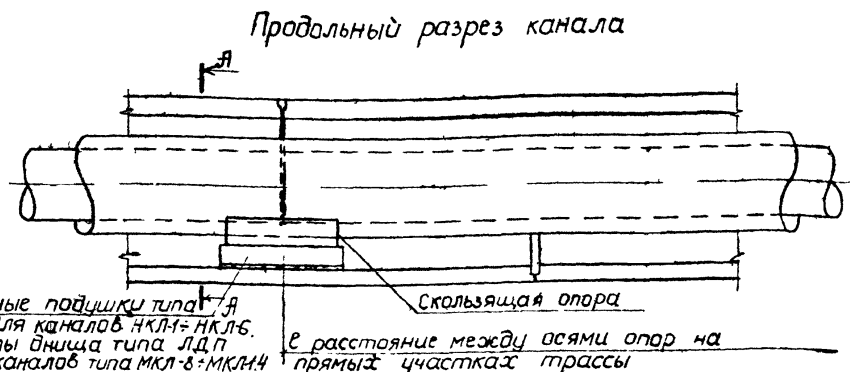 Продольный разрез канала
А
ные подушки типа
ля каналов НКЛ-1÷НКЛ-6.
ы днища типа ЛДП
каналов типа МКЛ-8÷МКЛ-14
А
Скользящая опора
ℓ расстояние между осями опор на
прямых участках трассы